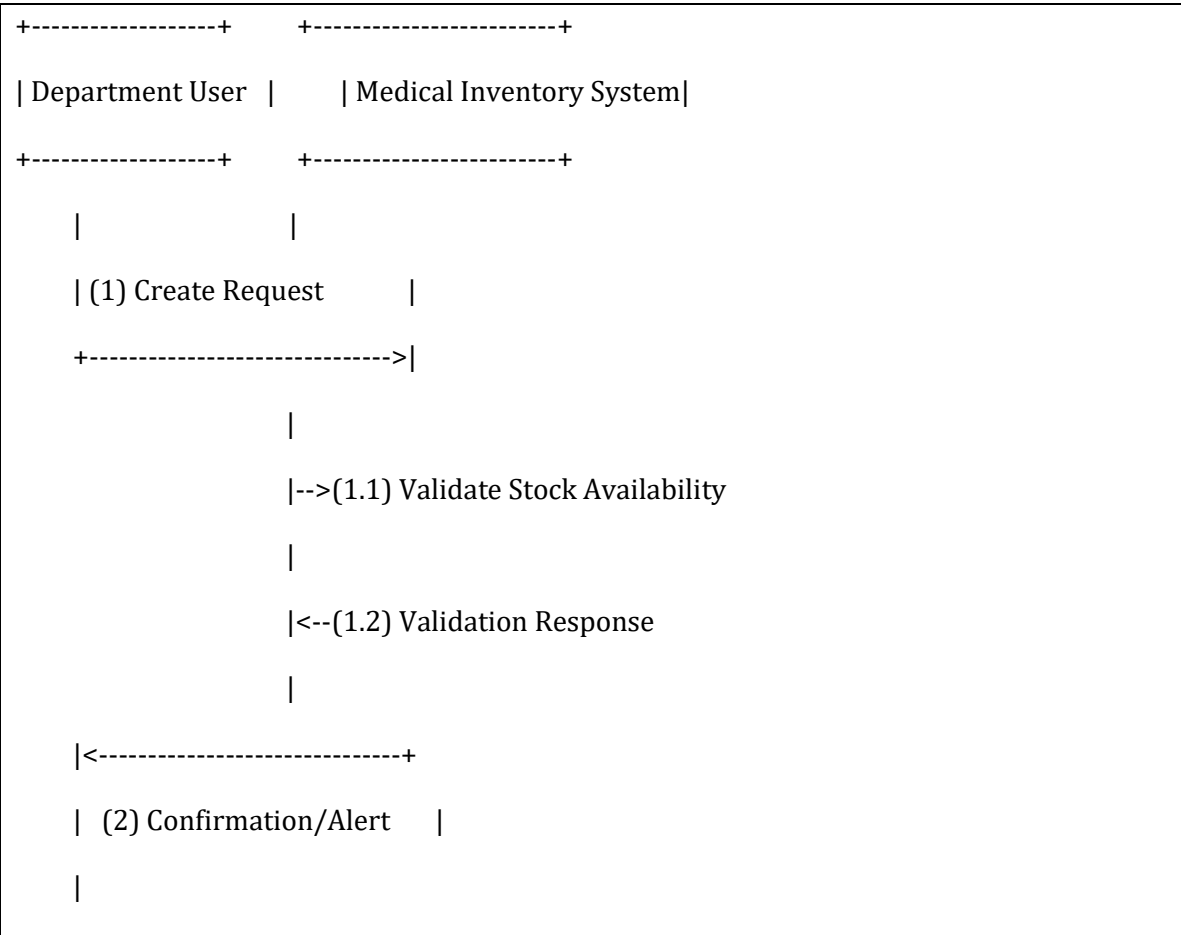 +-------------------+ +-------------------------+
| Department User | | Medical Inventory System|
+-------------------+ +-------------------------+
| |
| (1) Create Request |
+------------------------------->|
|
|-->(1.1) Validate Stock Availability
|
|<--(1.2) Validation Response
|
|<-------------------------------+
| (2) Confirmation/Alert |
|